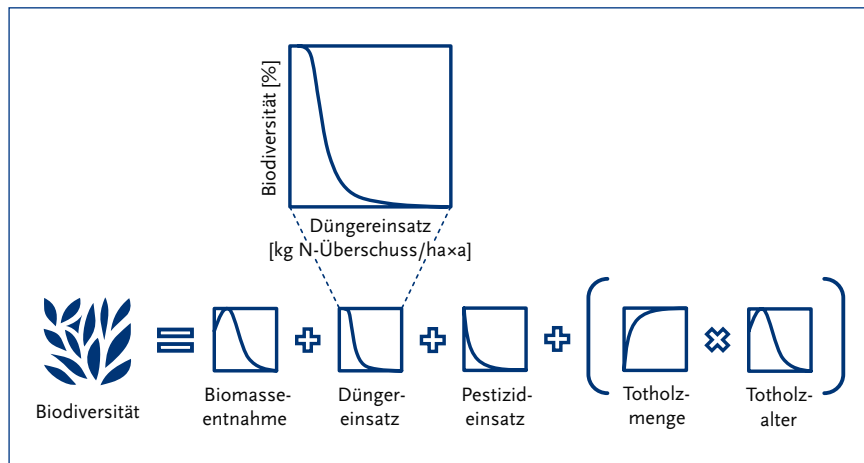 Biodiversität [%]
Düngereinsatz
[kg N-Überschuss/ha×a]
Biodiversität
Biomasse-
entnahme
Dünger-
einsatz
Pestizid-
einsatz
Totholz-
menge
Totholz-
alter